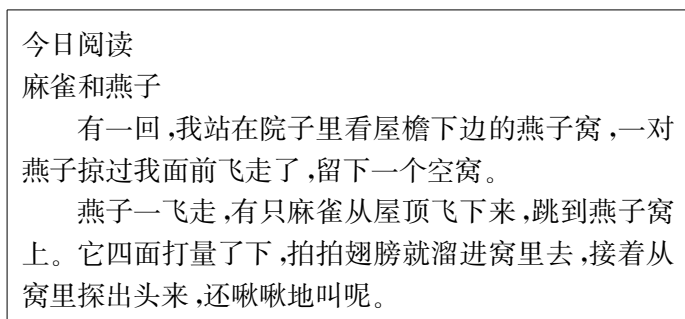 今日阅读
麻雀和燕子
有一回,我站在院子里看屋檐下边的燕子窝,一对
燕子掠过我面前飞走了,留下一个空窝。
燕子一飞走,有只麻雀从屋顶飞下来,跳到燕子窝
上。它四面打量了下,拍拍翅膀就溜进窝里去,接着从
窝里探出头来,还啾啾地叫呢。